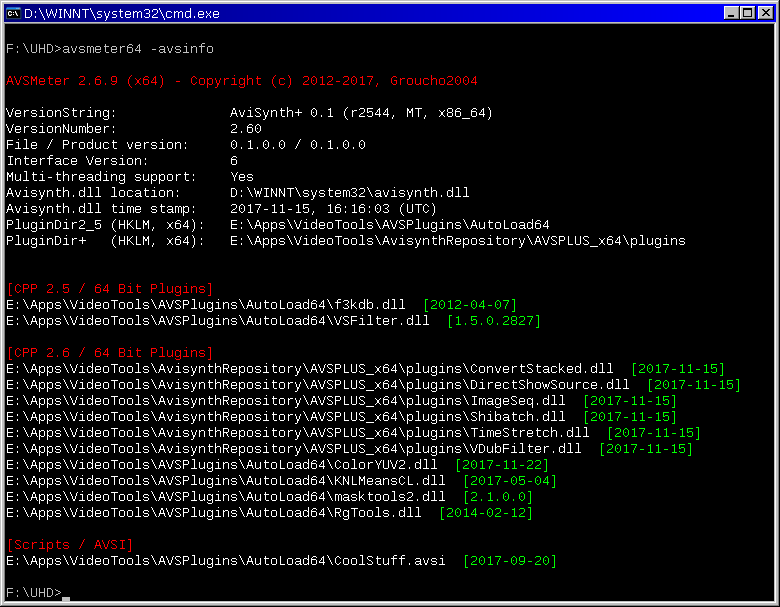 D:\WINNT\system32\cmd.exe
F:\UHD>avsmeter64 -avsinfo
AVSMeter 2.6.9 (x64) - Copyright (c) 2012-2017, Groucho2004
VersionString: AviSynth+ 0.1 (r2544, MT, x86_64)
VersionNumber: 2.60
File / Product version: 0.1.0.0 / 0.1.0.0
Interface Version: 6
Multi-threading support: Yes
Avisynth.dll location: D:\WINNT\system32\avisynth.dll
Avisynth.dll time stamp: 2017-11-15, 16:16:03 (UTC)
PluginDir2_5 (HKLM, x64): E:\Apps\VideoTools\AVSPlugins\AutoLoad64
PluginDir+ (HKLM, x64): E:\Apps\VideoTools\AvisynthRepository\AVSPLUS_x64\plugins
[CPP 2.5 / 64 Bit Plugins]
E:\Apps\VideoTools\AVSPlugins\AutoLoad64\f3kdb.dll [2012-04-07]
E:\Apps\VideoTools\AVSPlugins\AutoLoad64\VSFilter.dll [1.5.0.2827]
[CPP 2.6 / 64 Bit Plugins]
E:\Apps\VideoTools\AvisynthRepository\AVSPLUS_x64\plugins\ConvertStacked.dll [2017-11-15]
E:\Apps\VideoTools\AvisynthRepository\AVSPLUS_x64\plugins\DirectShowSource.dll [2017-11-15]
E:\Apps\VideoTools\AvisynthRepository\AVSPLUS_x64\plugins\ImageSeq.dll [2017-11-15]
E:\Apps\VideoTools\AvisynthRepository\AVSPLUS_x64\plugins\Shibatch.dll [2017-11-15]
E:\Apps\VideoTools\AvisynthRepository\AVSPLUS_x64\plugins\TimeStretch.dll [2017-11-15]
E:\Apps\VideoTools\AvisynthRepository\AVSPLUS_x64\plugins\VDubFilter.dll [2017-11-15]
E:\Apps\VideoTools\AVSPlugins\AutoLoad64\ColorYUV2.dll [2017-11-22]
E:\Apps\VideoTools\AVSPlugins\AutoLoad64\KNLMeansCL.dll [2017-05-04]
E:\Apps\VideoTools\AVSPlugins\AutoLoad64\masktools2.dll [2.1.0.0]
E:\Apps\VideoTools\AVSPlugins\AutoLoad64\RgTools.dll [2014-02-12]
[Scripts / AVSI]
E:\Apps\VideoTools\AVSPlugins\AutoLoad64\CoolStuff.avsi [2017-09-20]
F:\UHD>_